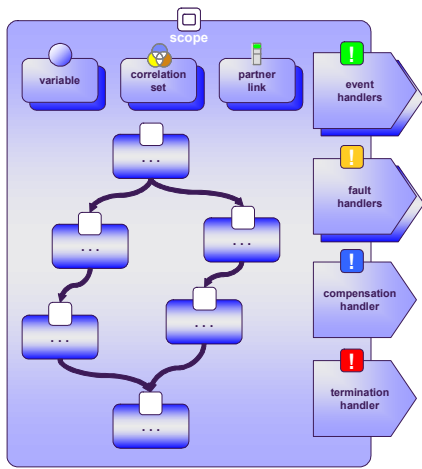 scope
variable
correlation
set
partner
link
!
event
handlers
!
fault
handlers
!
compensation
handler
!
termination
handler
. . .
. . .
. . .
. . .
. . .
. . .